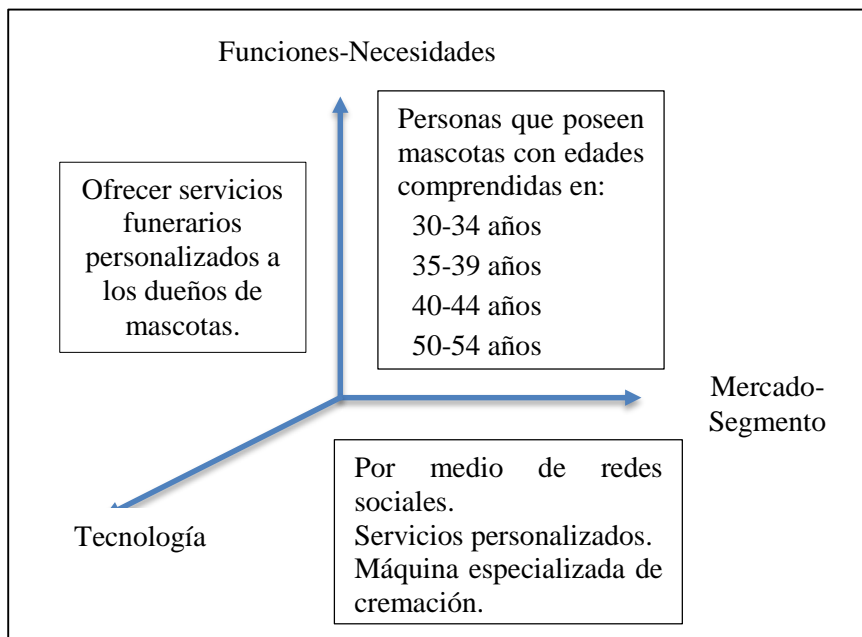 Funciones-Necesidades
Ofrecer servicios
funerarios
personalizados a
los dueños de
mascotas.
Personas que poseen
mascotas con edades
comprendidas en:
30-34 años
35-39 años
40-44 años
50-54 años
Mercado-
Segmento
Tecnología
Por medio de redes
sociales.
Servicios personalizados.
Máquina especializada de
cremación.